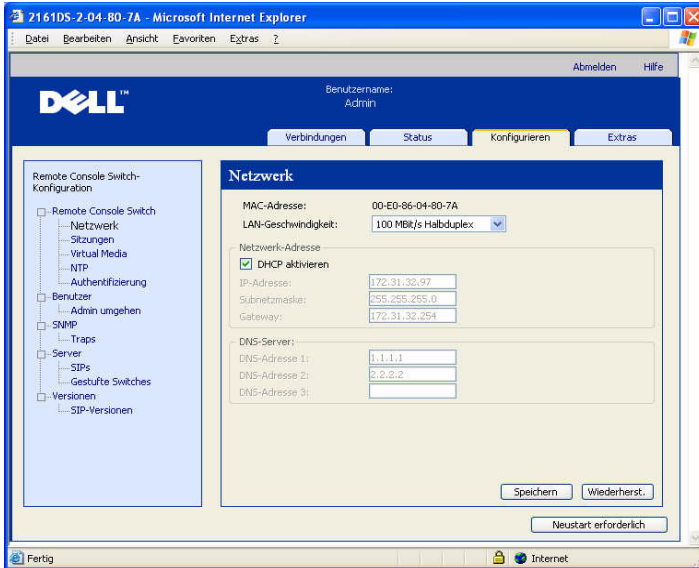 2161DS-2-04-80-7A - Microsoft Internet Explorer
Datei Bearbeiten Ansicht Favoriten Extras ?
Abmelden Hilfe
DELL™
Benutzername:
Admin
Verbindungen Status Konfigurieren Extras
Remote Console Switch-
Konfiguration
Remote Console Switch
Netzwerk
Sitzungen
Virtual Media
NTP
Authentifizierung
Benutzer
Admin umgehen
SNMP
Traps
Server
SIPs
Gestufte Switches
Versionen
SIP-Versionen
Netzwerk
MAC-Adresse: 00-E0-86-04-80-7A
LAN-Geschwindigkeit: 100 MBit/s Halbduplex
Netzwerk-Adresse
DHCP aktivieren
IP-Adresse: 172.31.32.97
Subnetzmaske: 255.255.255.0
Gateway: 172.31.32.254
DNS-Server:
DNS-Adresse 1: 1.1.1.1
DNS-Adresse 2: 2.2.2.2
DNS-Adresse 3:
Speichern Wiederherst.
Neustart erforderlich
Fertig Internet